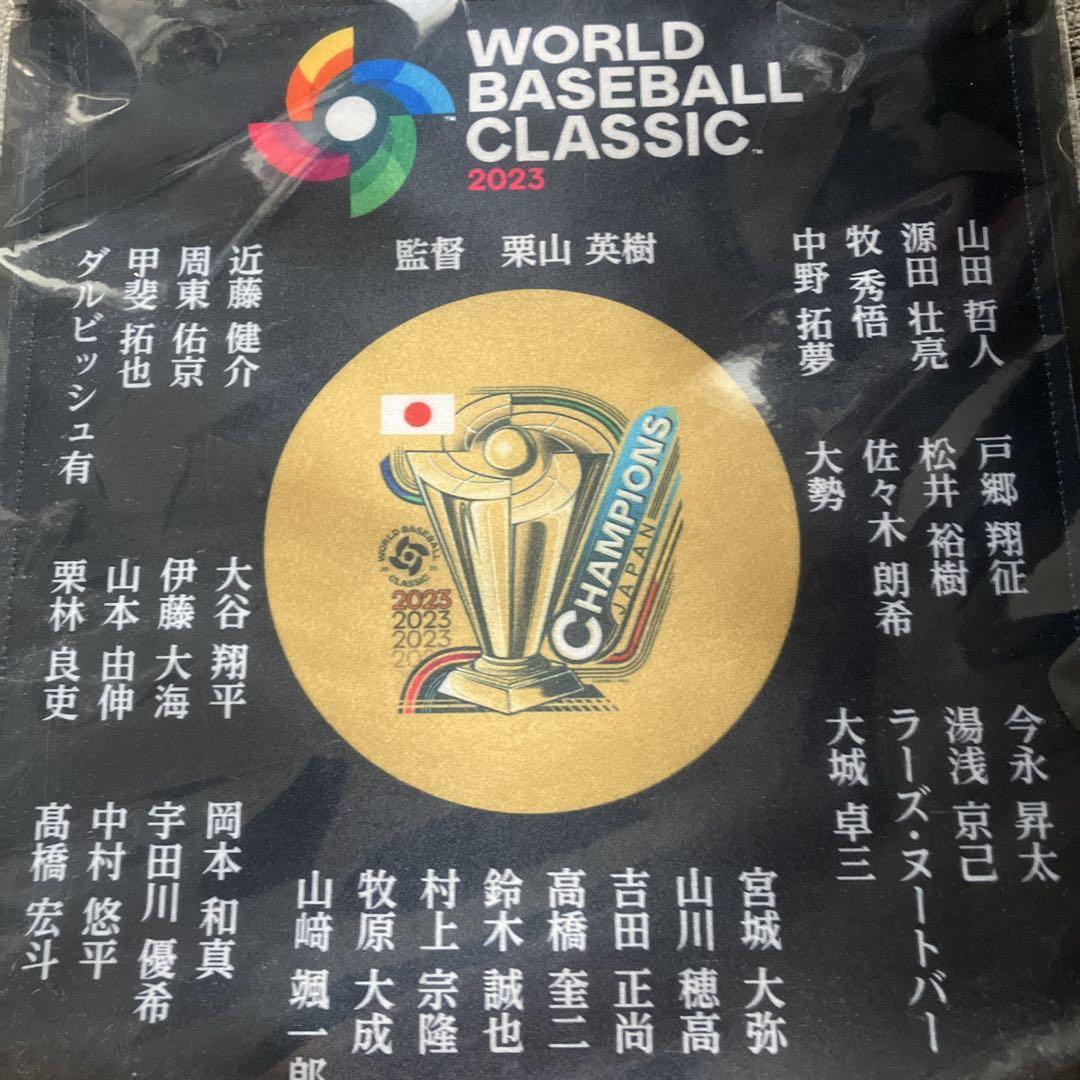 WORLD
BASEBALL
CLASSIC™
2023
監督 栗山 英樹
山田 哲人
源田 壮亮
牧 秀悟
中野 拓夢
近藤 健介
周東 佑京
甲斐 拓也
ダルビッシュ有
戸郷 翔征
松井 裕樹
佐々木 朗希
大勢
大谷 翔平
伊藤 大海
山本 由伸
栗林 良吏
WORLD BASEBALL
CLASSIC
2023
2023
2023
2023
CHAMPIONS
JAPAN
今永 昇太
湯浅 京己
ラーズ・ヌートバー
大城 卓三
岡本 和真
宇田川 優希
中村 悠平
髙橋 宏斗
宮城 大弥
山川 穂高
吉田 正尚
高橋 奎二
鈴木 誠也
村上 宗隆
牧原 大成
山﨑 颯一郎